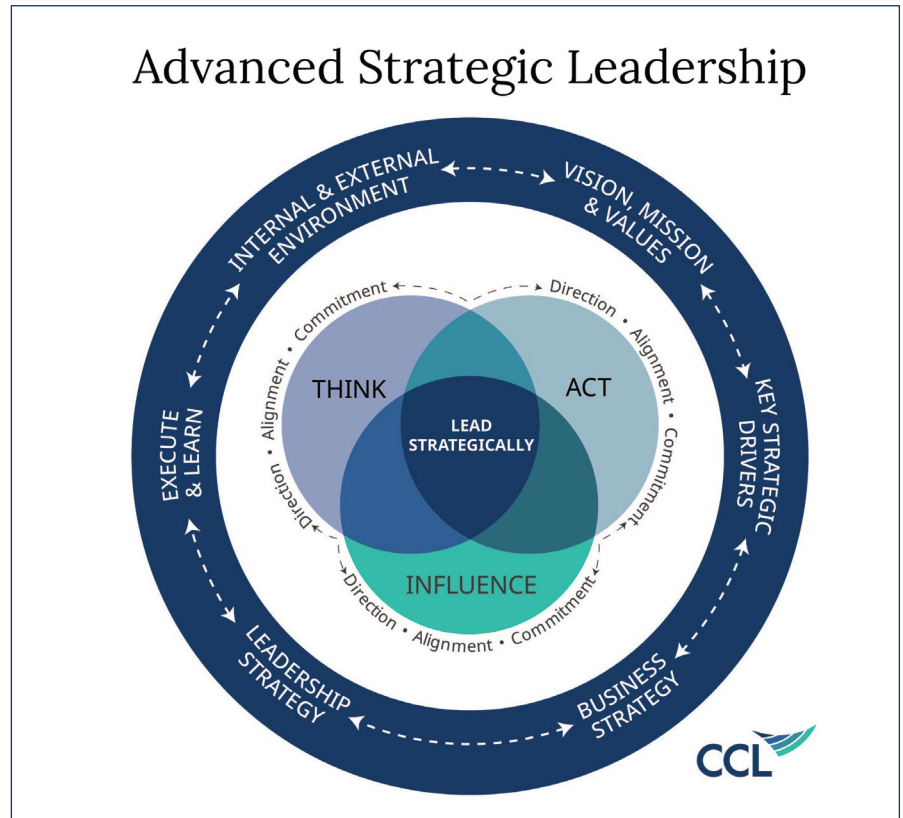 Advanced Strategic Leadership
INTERNAL & EXTERNAL
ENVIRONMENT
VISION, MISSION
& VALUES
KEY STRATEGIC
DRIVERS
BUSINESS
STRATEGY
LEADERSHIP
STRATEGY
EXECUTE
& LEARN
Direction • Alignment • Commitment
THINK
Direction • Alignment • Commitment
ACT
LEAD
STRATEGICALLY
INFLUENCE
Direction • Alignment • Commitment
CCL